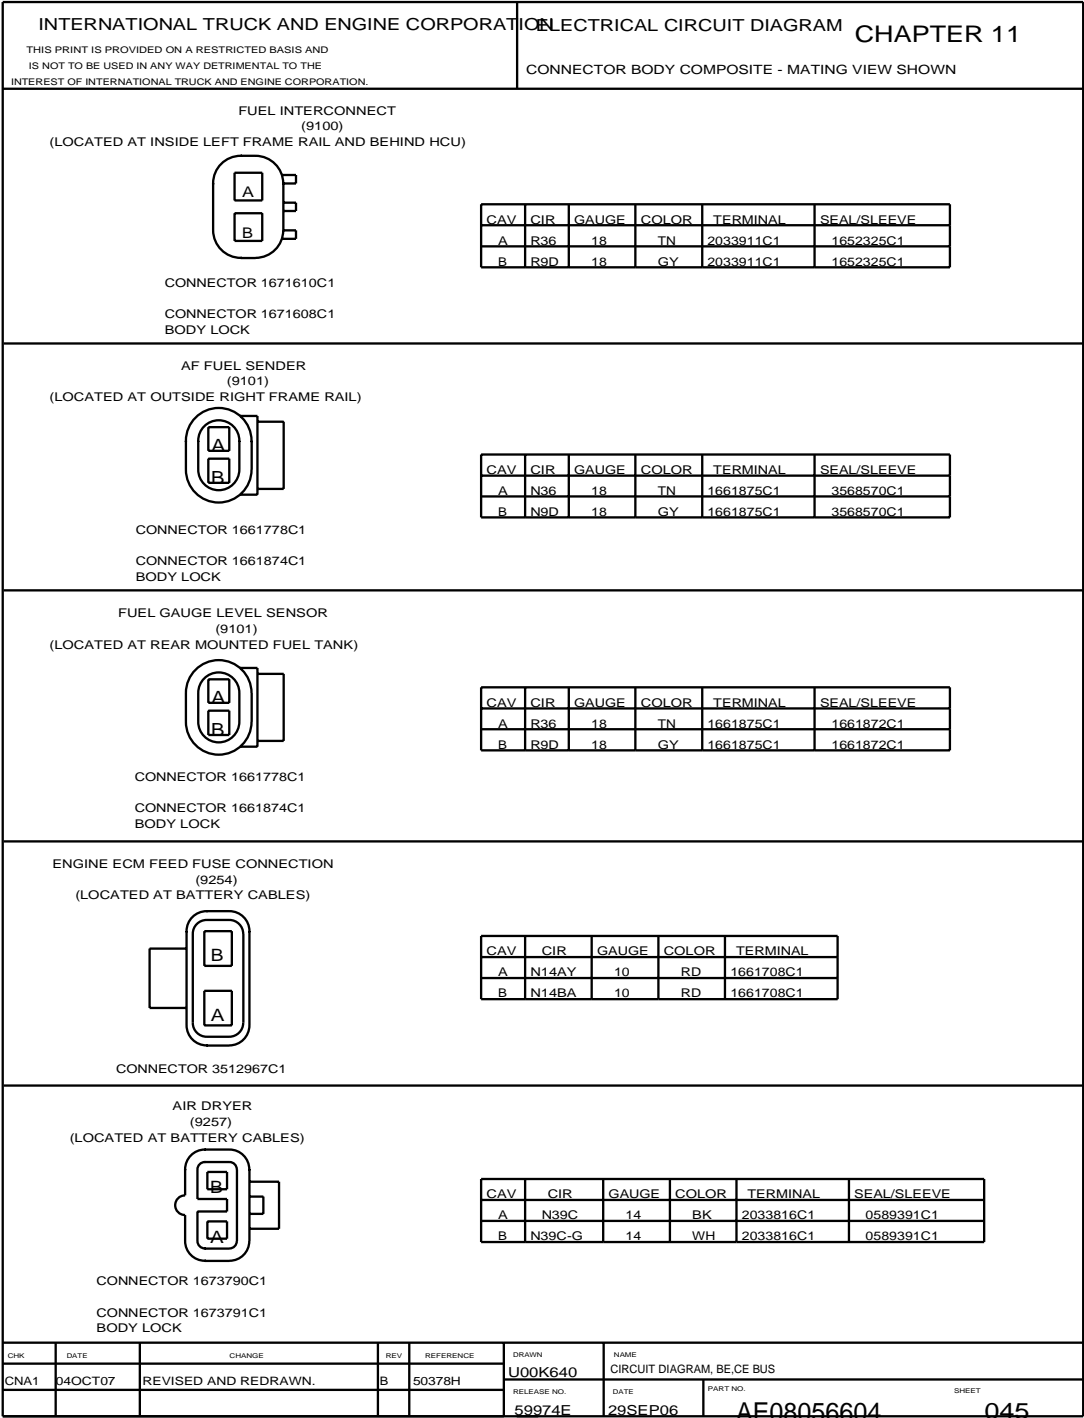 INTERNATIONAL TRUCK AND ENGINE CORPORATION
THIS PRINT IS PROVIDED ON A RESTRICTED BASIS AND
IS NOT TO BE USED IN ANY WAY DETRIMENTAL TO THE
INTEREST OF INTERNATIONAL TRUCK AND ENGINE CORPORATION.
ELECTRICAL CIRCUIT DIAGRAM CHAPTER 11
CONNECTOR BODY COMPOSITE - MATING VIEW SHOWN
FUEL INTERCONNECT
(9100)
(LOCATED AT INSIDE LEFT FRAME RAIL AND BEHIND HCU)
A
B
CONNECTOR 1671610C1
CONNECTOR 1671608C1
BODY LOCK
CAV CIR GAUGE COLOR TERMINAL SEAL/SLEEVE
A R36 18 TN 2033911C1 1652325C1
B R9D 18 GY 2033911C1 1652325C1
AF FUEL SENDER
(9101)
(LOCATED AT OUTSIDE RIGHT FRAME RAIL)
A
B
CONNECTOR 1661778C1
CONNECTOR 1661874C1
BODY LOCK
CAV CIR GAUGE COLOR TERMINAL SEAL/SLEEVE
A N36 18 TN 1661875C1 3568570C1
B N9D 18 GY 1661875C1 3568570C1
FUEL GAUGE LEVEL SENSOR
(9101)
(LOCATED AT REAR MOUNTED FUEL TANK)
A
B
CONNECTOR 1661778C1
CONNECTOR 1661874C1
BODY LOCK
CAV CIR GAUGE COLOR TERMINAL SEAL/SLEEVE
A R36 18 TN 1661875C1 1661872C1
B R9D 18 GY 1661875C1 1661872C1
ENGINE ECM FEED FUSE CONNECTION
(9254)
(LOCATED AT BATTERY CABLES)
B
A
CONNECTOR 3512967C1
CAV CIR GAUGE COLOR TERMINAL
A N14AY 10 RD 1661708C1
B N14BA 10 RD 1661708C1
AIR DRYER
(9257)
(LOCATED AT BATTERY CABLES)
B
A
CONNECTOR 1673790C1
CONNECTOR 1673791C1
BODY LOCK
CAV CIR GAUGE COLOR TERMINAL SEAL/SLEEVE
A N39C 14 BK 2033816C1 0589391C1
B N39C-G 14 WH 2033816C1 0589391C1
CHK DATE CHANGE REV REFERENCE
CNA1 04OCT07 REVISED AND REDRAWN. B 50378H
DRAWN
U00K640
NAME
CIRCUIT DIAGRAM, BE,CE BUS
RELEASE NO.
59974E
DATE
29SEP06
PART NO.
AE08056604
SHEET
045